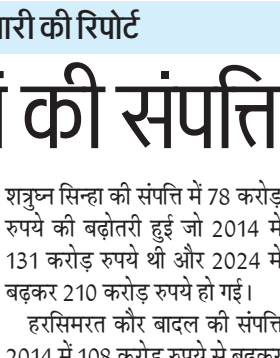 की रिपोर्ट
की संपत्ति
शत्रुघ्न सिन्हा की संपत्ति में 78 करोड़
रुपये की बढ़ोतरी हुई जो 2014 में
131 करोड़ रुपये थी और 2024 में
बढ़कर 210 करोड़ रुपये हो गई।
हरसिमरत कौर बादल की संपत्ति
2014 में 108 करोड़ रुपये से बढ़कर